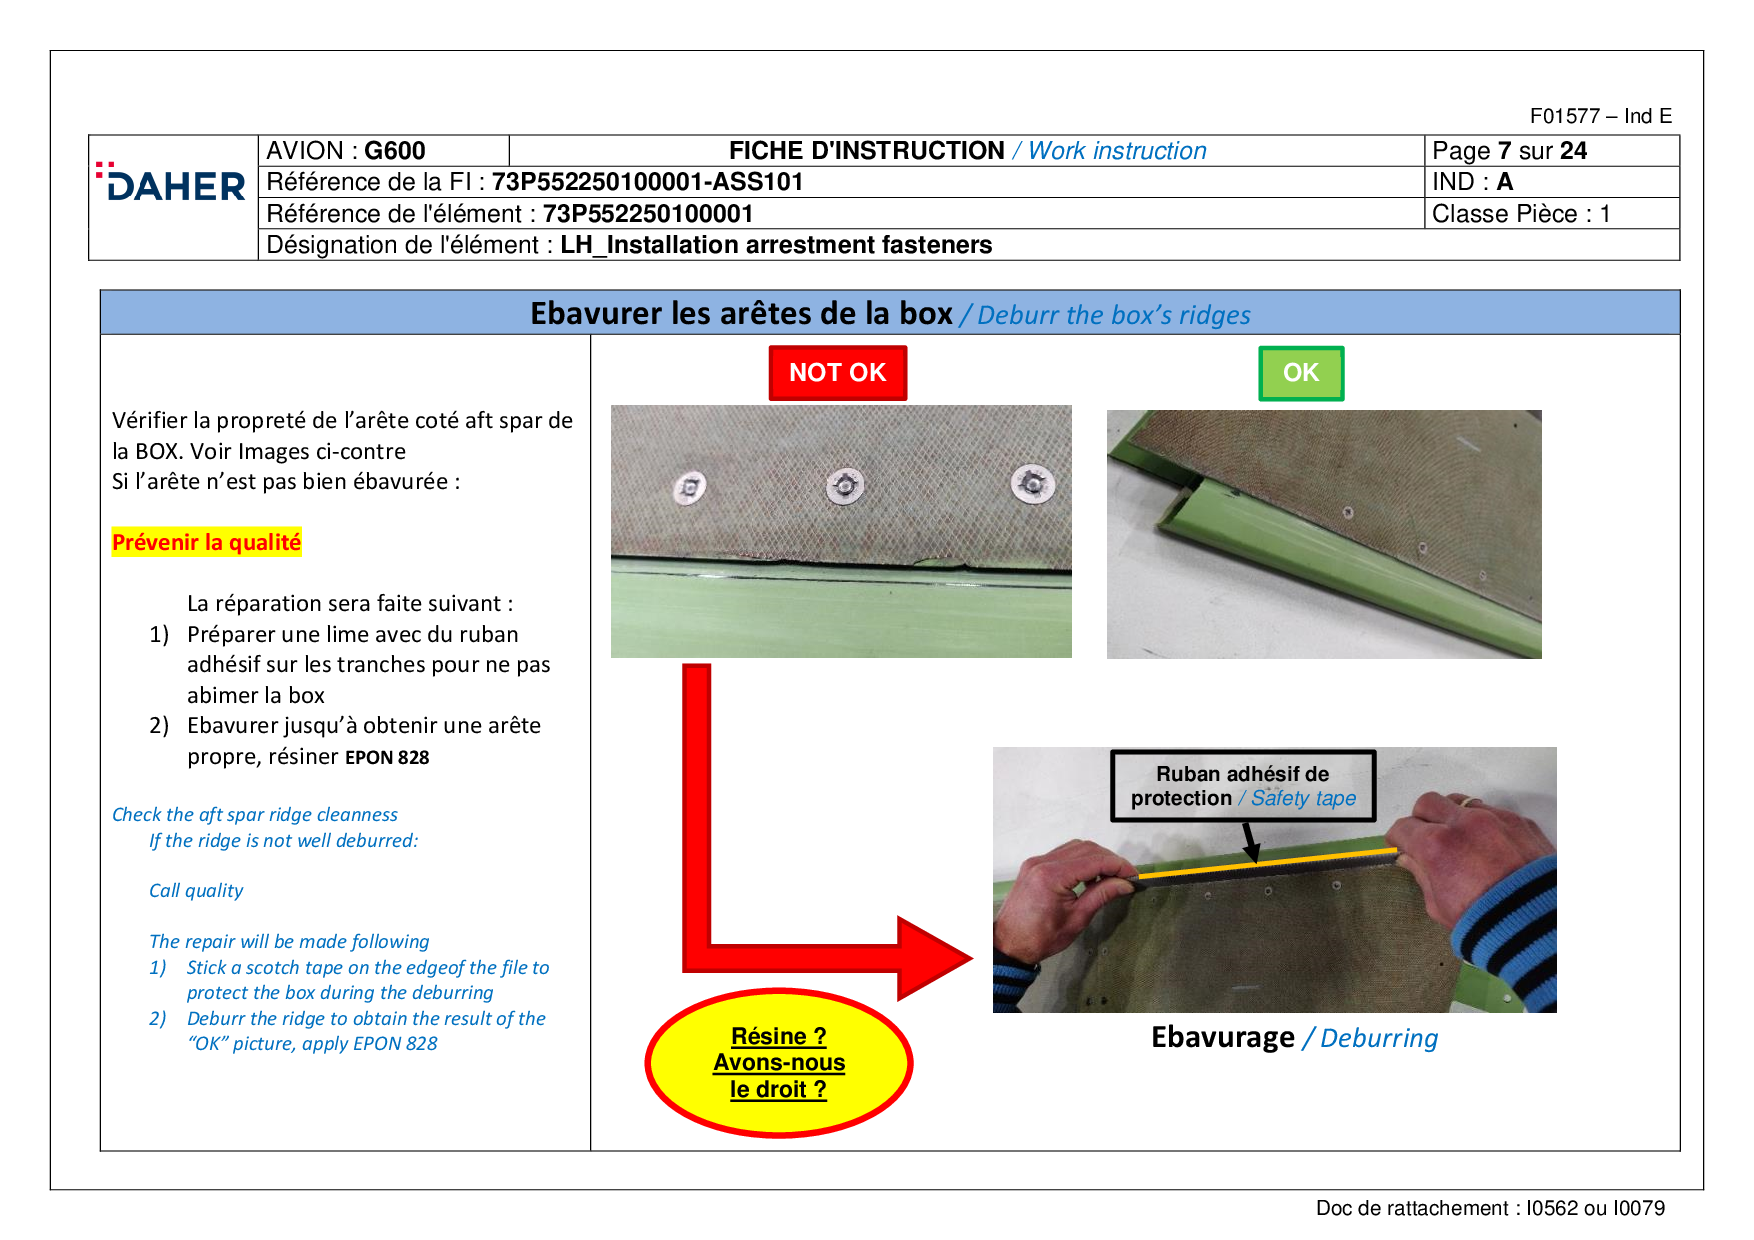 F01577 – Ind E
DAHER
AVION : G600
FICHE D'INSTRUCTION / Work instruction
Page 7 sur 24
Référence de la FI : 73P552250100001-ASS101
IND : A
Référence de l'élément : 73P552250100001
Classe Pièce : 1
Désignation de l'élément : LH_Installation arrestment fasteners
Ebavurer les arêtes de la box / Deburr the box’s ridges
Vérifier la propreté de l’arête coté aft spar de
la BOX. Voir Images ci-contre
Si l’arête n’est pas bien ébavurée :
Prévenir la qualité
La réparation sera faite suivant :
1) Préparer une lime avec du ruban
adhésif sur les tranches pour ne pas
abimer la box
2) Ebavurer jusqu’à obtenir une arête
propre, résiner EPON 828
Check the aft spar ridge cleanness
If the ridge is not well deburred:
Call quality
The repair will be made following
1) Stick a scotch tape on the edgeof the file to
protect the box during the deburring
2) Deburr the ridge to obtain the result of the
“OK” picture, apply EPON 828
NOT OK
OK
Ruban adhésif de
protection / Safety tape
Ebavurage / Deburring
Résine ?
Avons-nous
le droit ?
Doc de rattachement : I0562 ou I0079